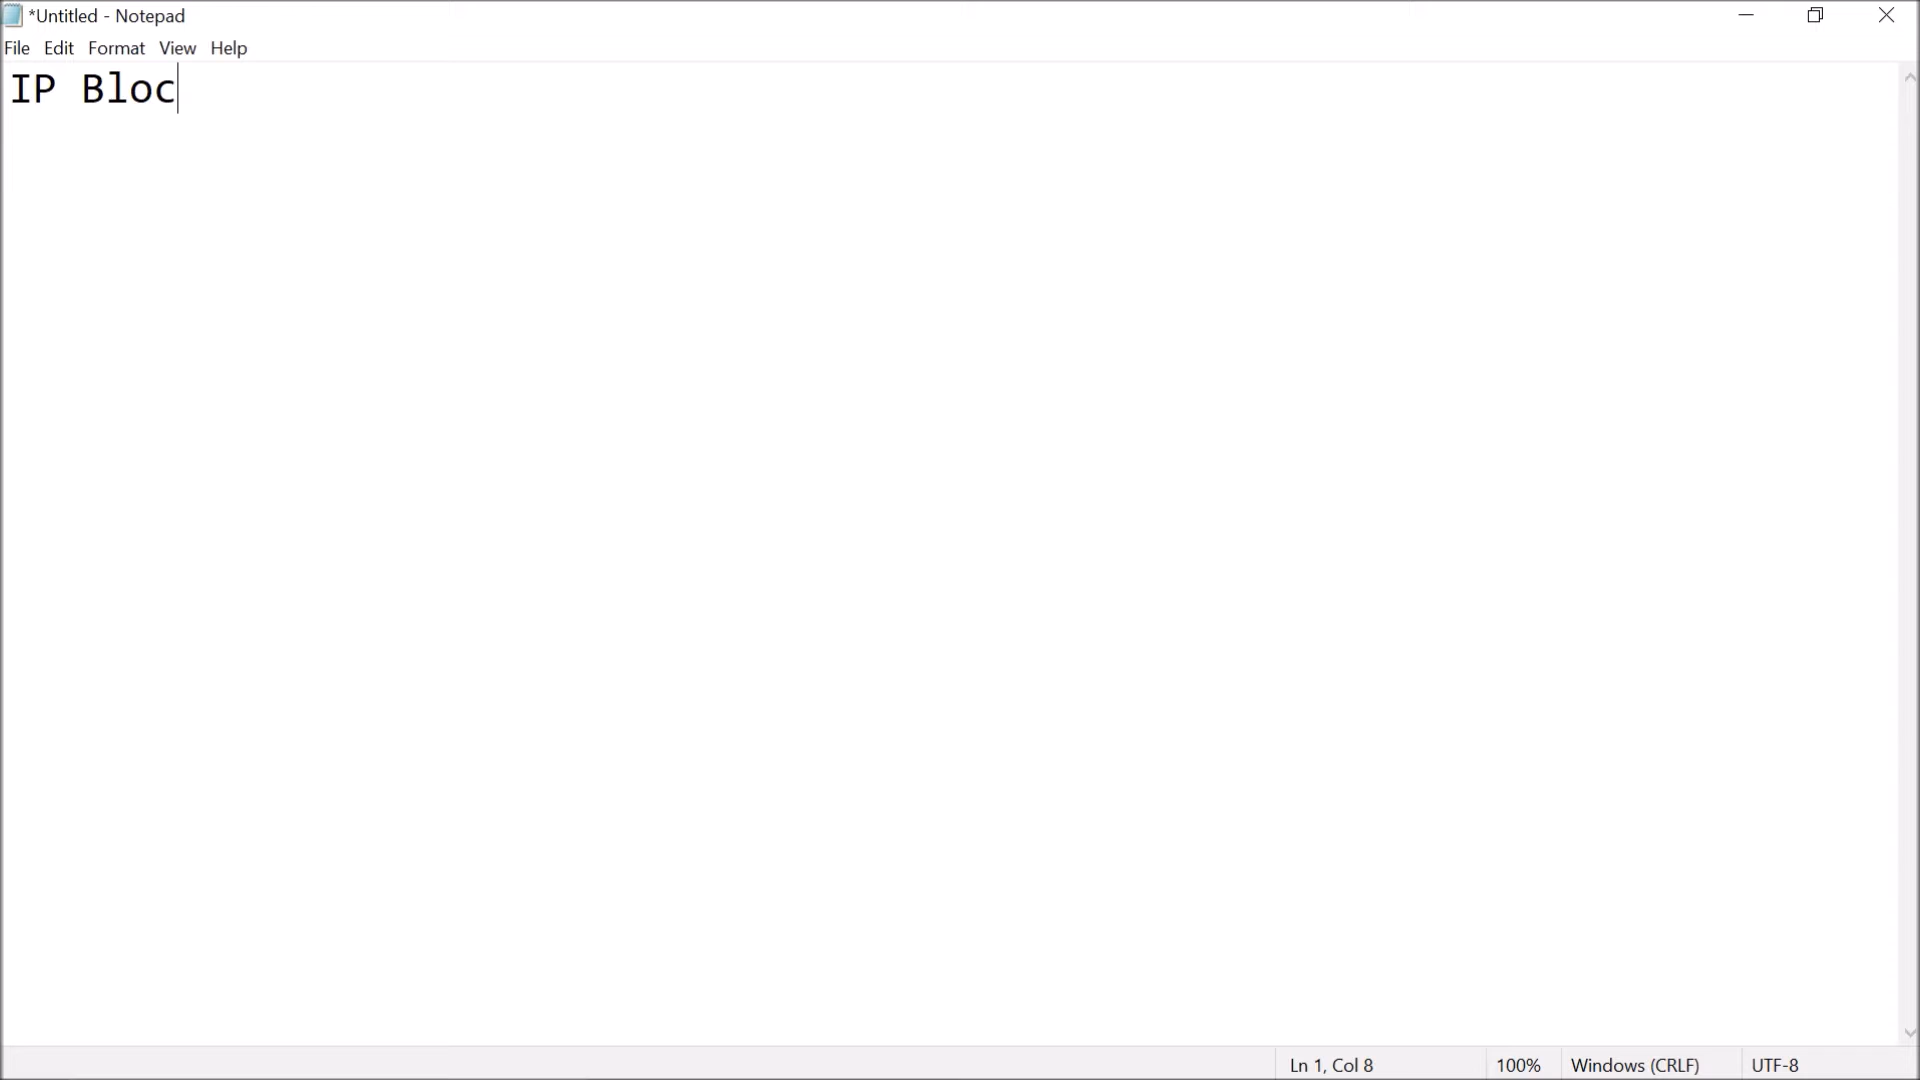 *Untitled - Notepad
File Edit Format View Help
IP Bloc
Ln 1, Col 8 100% Windows (CRLF) UTF-8